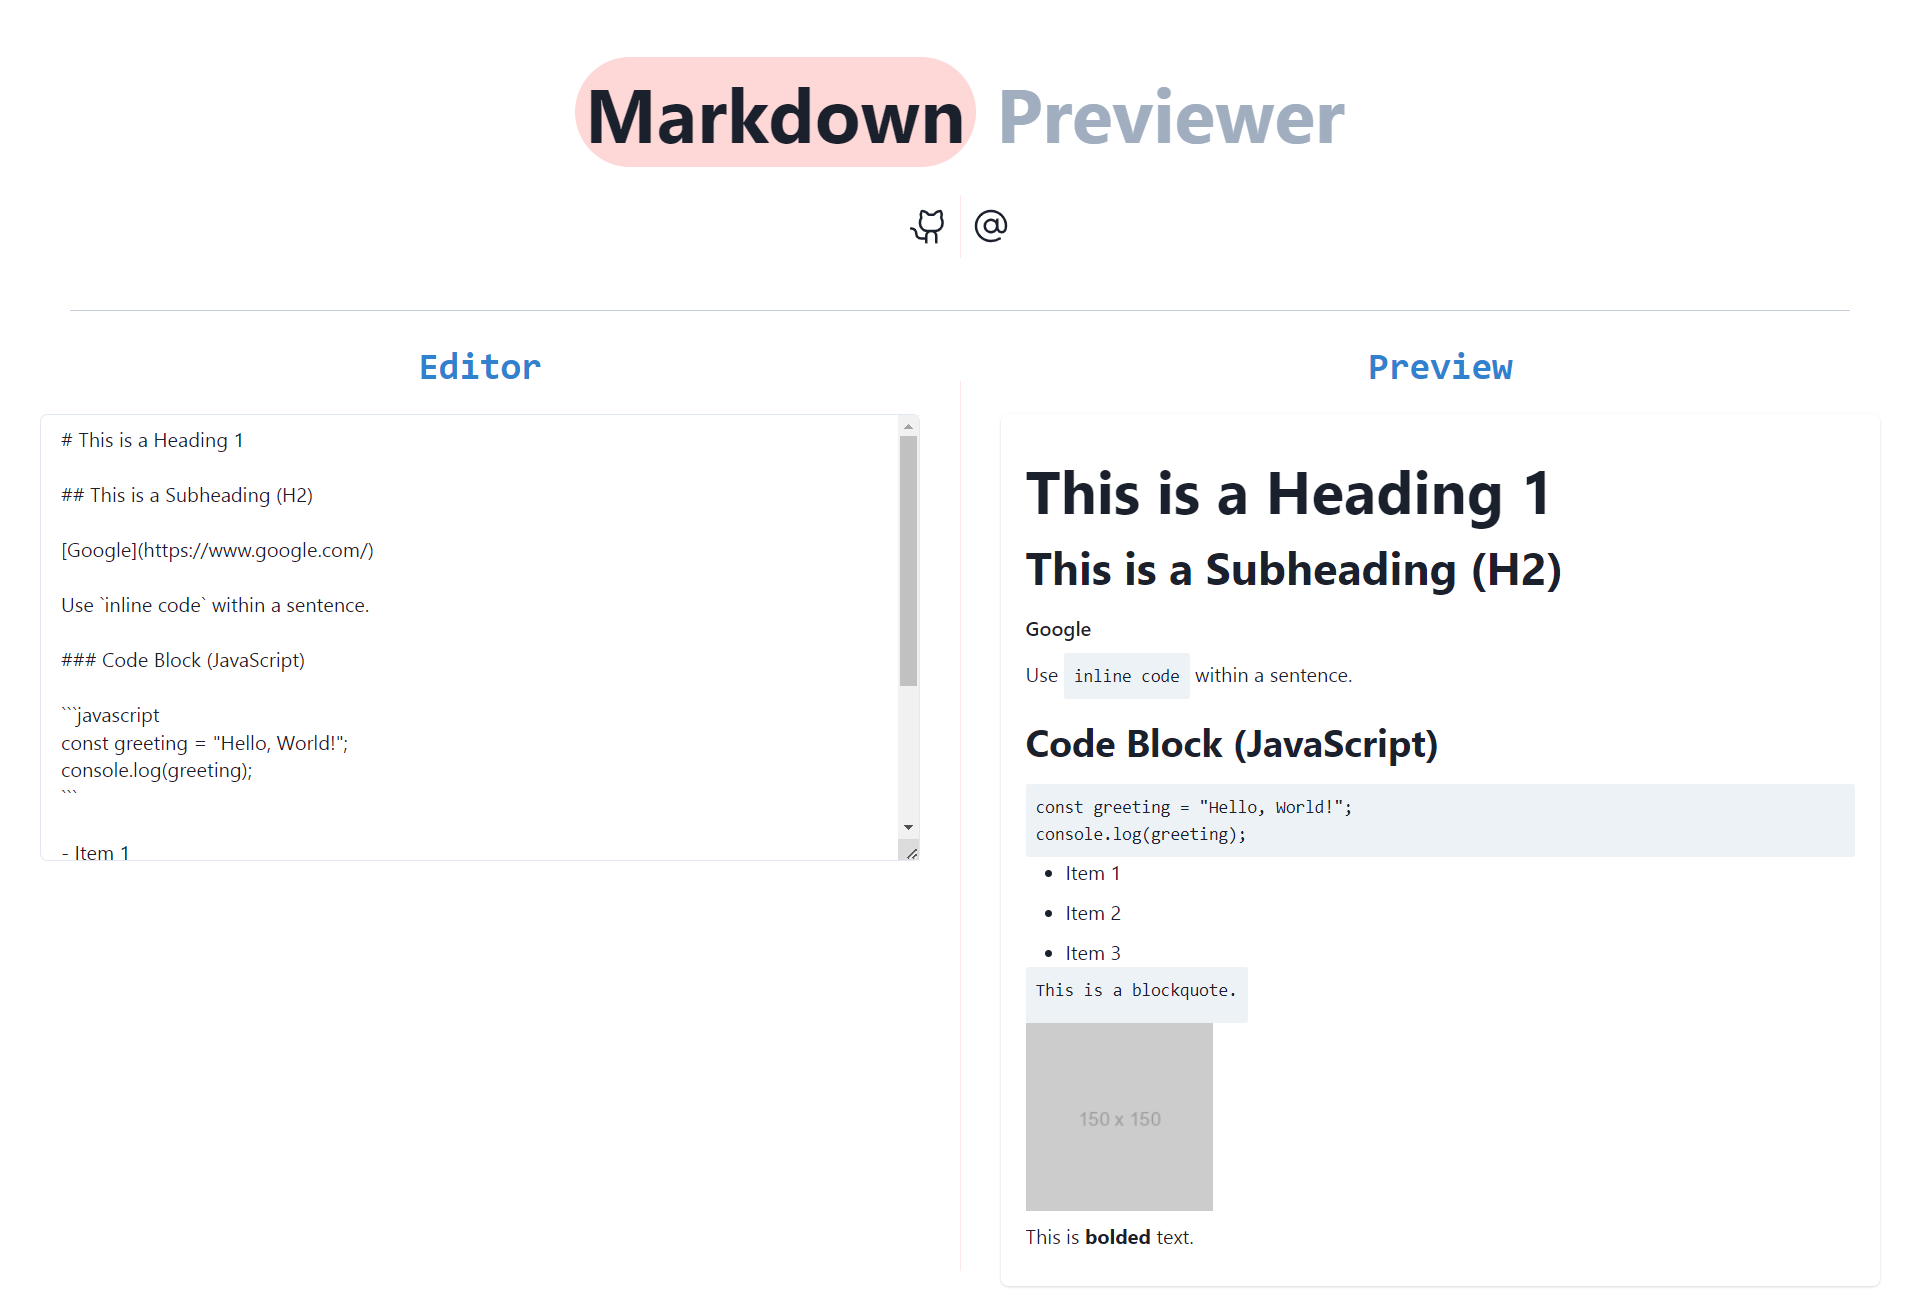 Markdown Previewer
Editor
# This is a Heading 1
## This is a Subheading (H2)
[Google](https://www.google.com/)
Use `inline code` within a sentence.
### Code Block (JavaScript)
```javascript
const greeting = "Hello, World!";
console.log(greeting);
```
- Item 1
Preview
This is a Heading 1
This is a Subheading (H2)
Google
Use inline code within a sentence.
Code Block (JavaScript)
const greeting = "Hello, World!";
console.log(greeting);
• Item 1
• Item 2
• Item 3
This is a blockquote.
150 x 150
This is bolded text.